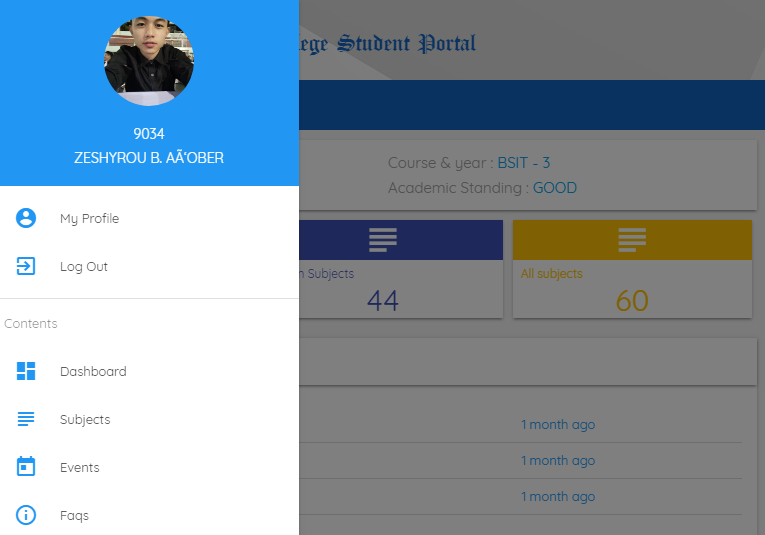 lege Student Portal
9034
ZESHYROU B. AÃ‘OBER
Course & year : BSIT - 3
Academic Standing : GOOD
My Profile
Log Out
n Subjects
44
All subjects
60
Contents
Dashboard
Subjects
Events
Faqs
1 month ago
1 month ago
1 month ago